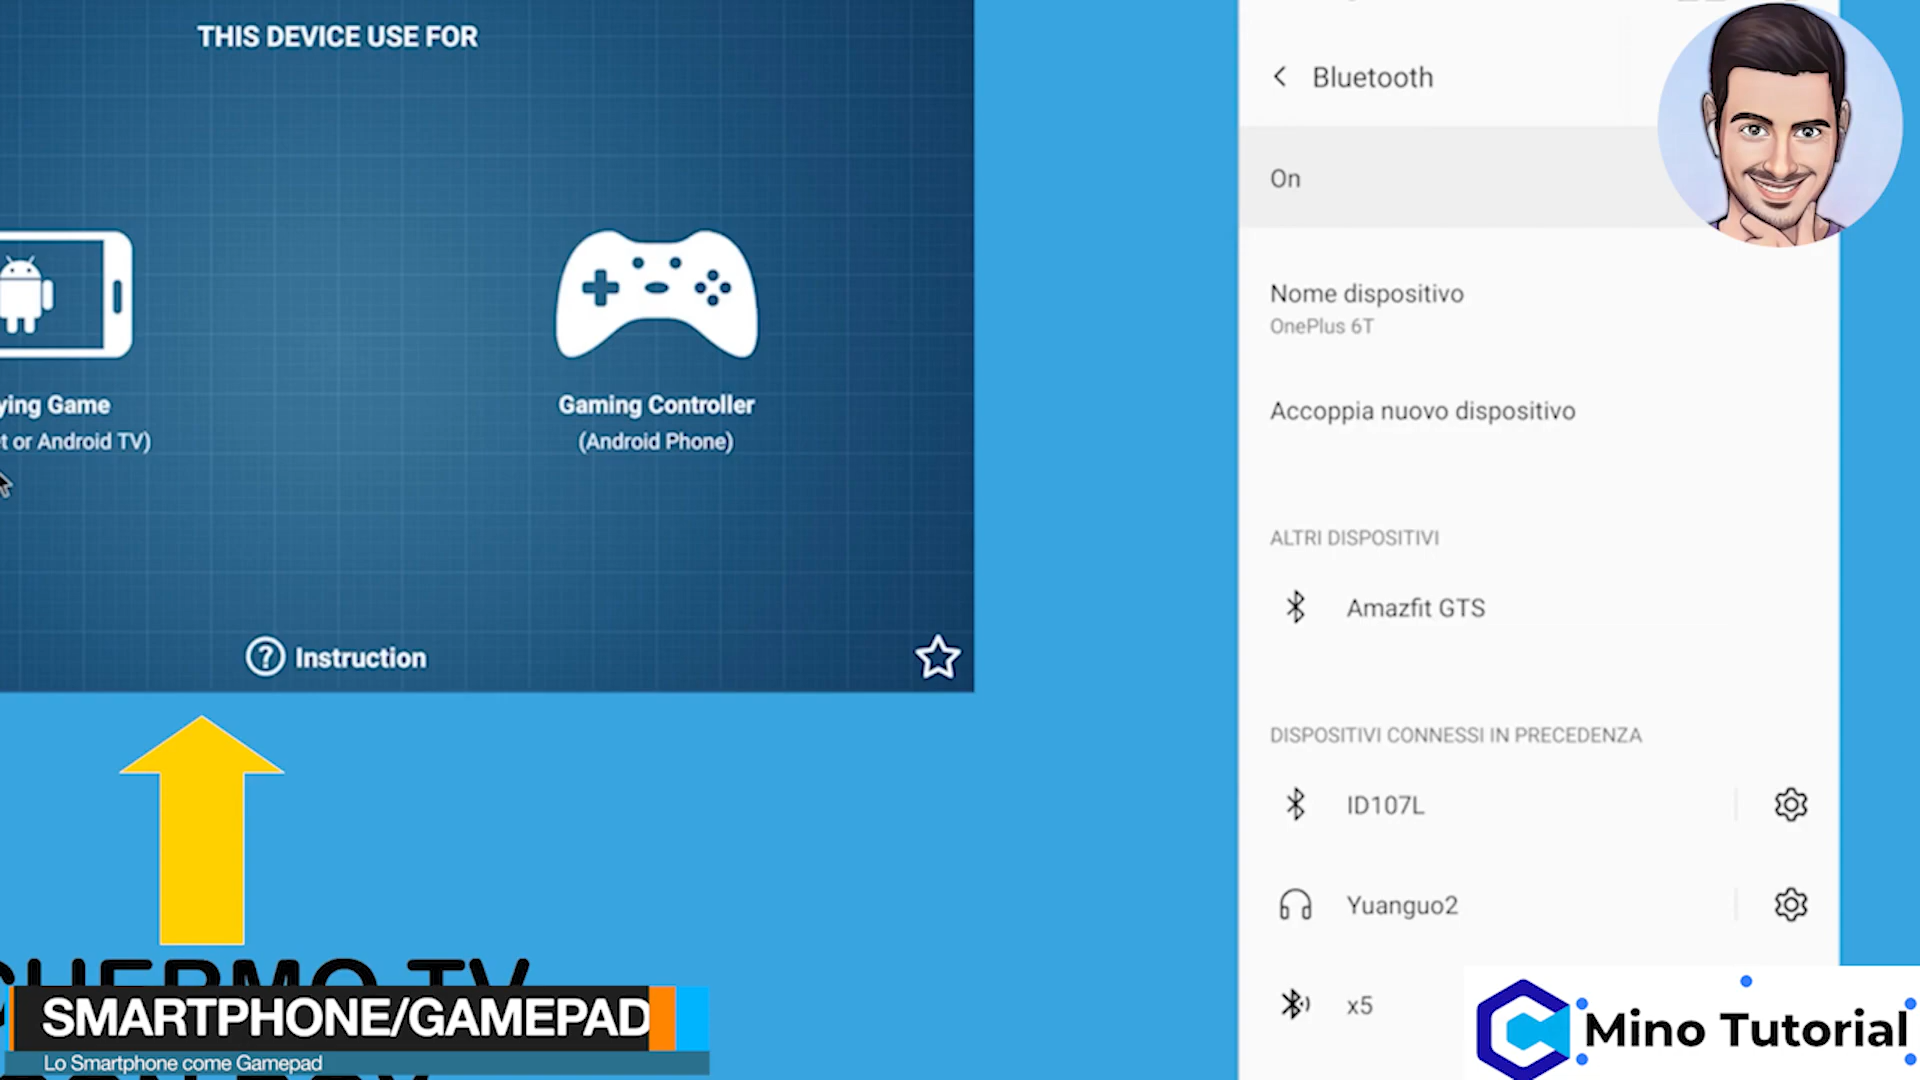 THIS DEVICE USE FOR
ying Game
t or Android TV)
Gaming Controller
(Android Phone)
? Instruction
SCHERMO TV
SMARTPHONE/GAMEPAD
Lo Smartphone come Gamepad
Bluetooth
On
Nome dispositivo
OnePlus 6T
Accoppia nuovo dispositivo
ALTRI DISPOSITIVI
Amazfit GTS
DISPOSITIVI CONNESSI IN PRECEDENZA
ID107L
Yuanguo2
x5
Mino Tutorial